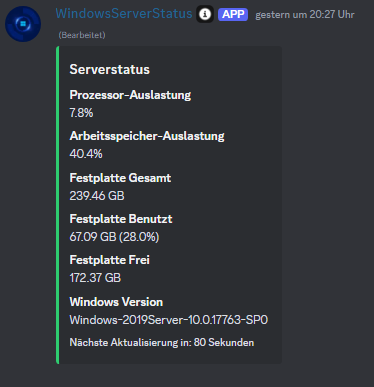 WindowsServerStatus APP gestern um 20:27 Uhr
(Bearbeitet)
Serverstatus
Prozessor-Auslastung
7.8%
Arbeitsspeicher-Auslastung
40.4%
Festplatte Gesamt
239.46 GB
Festplatte Benutzt
67.09 GB (28.0%)
Festplatte Frei
172.37 GB
Windows Version
Windows-2019Server-10.0.17763-SP0
Nächste Aktualisierung in: 80 Sekunden